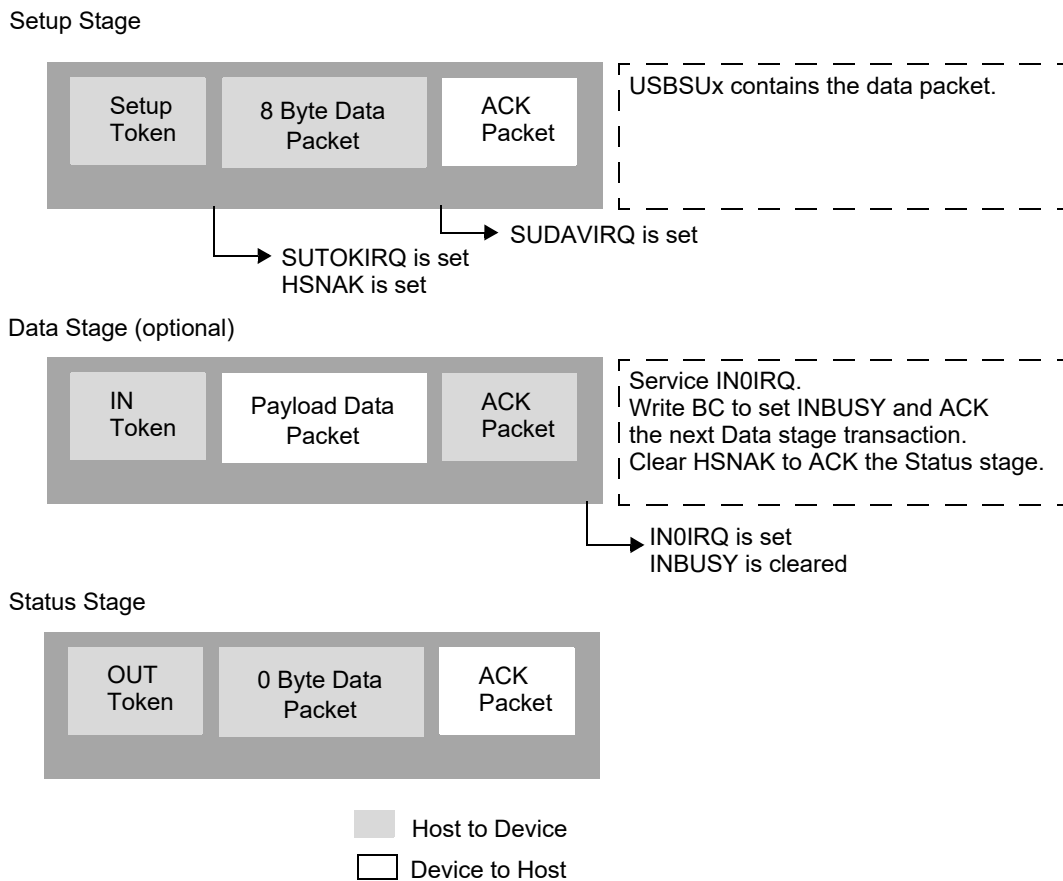 Setup Stage
Setup
Token
8 Byte Data
Packet
ACK
Packet
USBSUx contains the data packet.
SUDAVIRQ is set
SUTOKIRQ is set
HSNAK is set
Data Stage (optional)
IN
Token
Payload Data
Packet
ACK
Packet
Service IN0IRQ.
Write BC to set INBUSY and ACK
the next Data stage transaction.
Clear HSNAK to ACK the Status stage.
IN0IRQ is set
INBUSY is cleared
Status Stage
OUT
Token
0 Byte Data
Packet
ACK
Packet
Host to Device
Device to Host